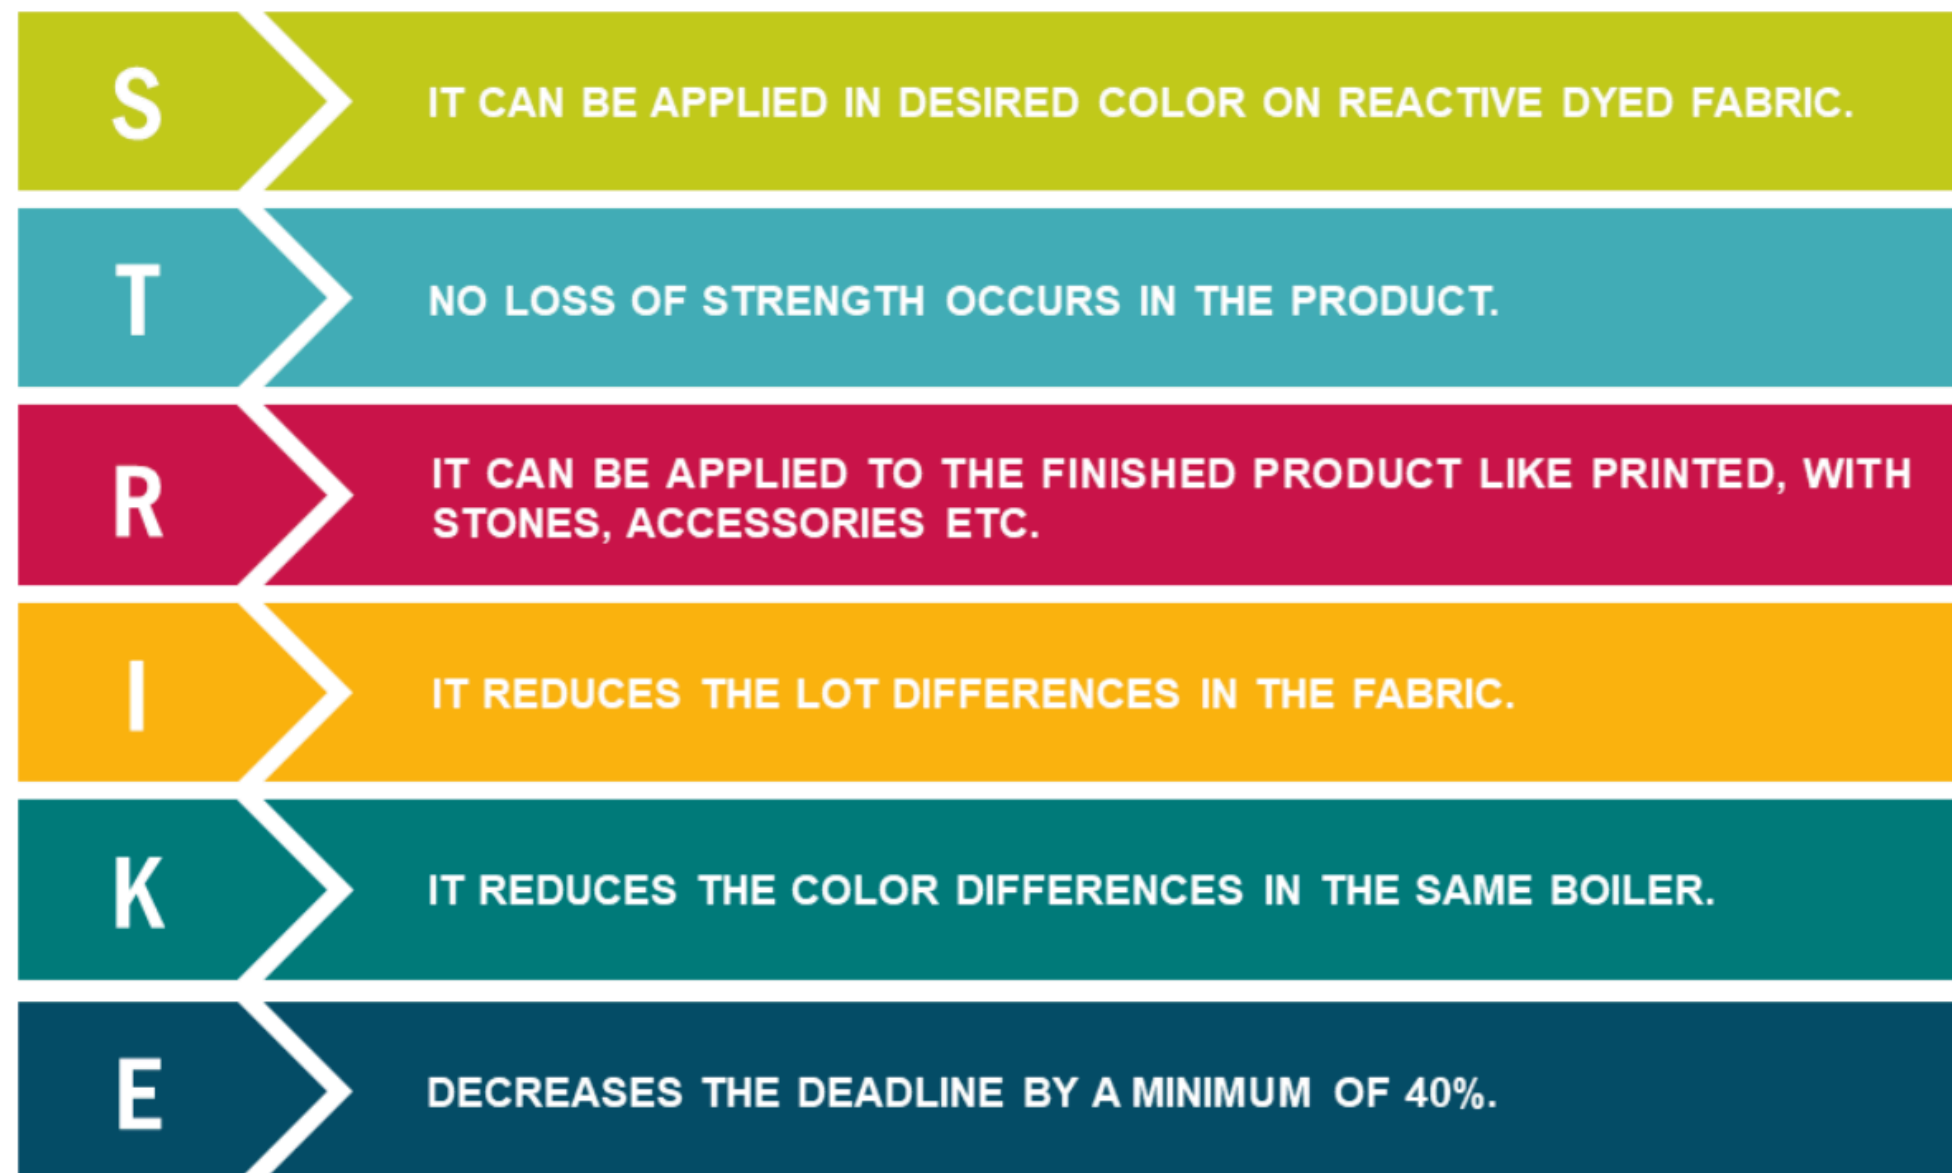 S
IT CAN BE APPLIED IN DESIRED COLOR ON REACTIVE DYED FABRIC.
T
NO LOSS OF STRENGTH OCCURS IN THE PRODUCT.
R
IT CAN BE APPLIED TO THE FINISHED PRODUCT LIKE PRINTED, WITH
STONES, ACCESSORIES ETC.
I
IT REDUCES THE LOT DIFFERENCES IN THE FABRIC.
K
IT REDUCES THE COLOR DIFFERENCES IN THE SAME BOILER.
E
DECREASES THE DEADLINE BY A MINIMUM OF 40%.